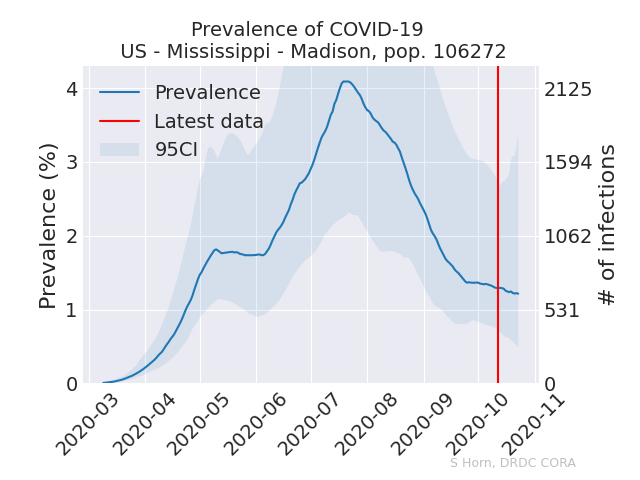 Prevalence of COVID-19
US - Mississippi - Madison, pop. 106272
Prevalence
Latest data
95CI
Prevalence (%)
4
3
2
1
0
2125
1594
1062
531
0
# of infections
2020-03
2020-04
2020-05
2020-06
2020-07
2020-08
2020-09
2020-10
2020-11
S Horn, DRDC CORA